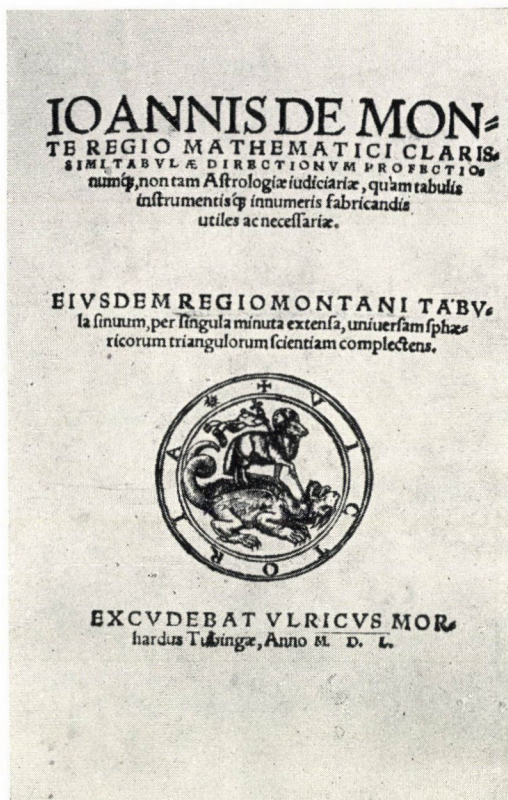 IOANNIS DE MON⸗
TE REGIO MATHEMATICI CLARIS⸗
SIMI TABVLÆ DIRECTIONVM PROFECTIO⸗
numq́;, non tam Astrologiæ iudiciariæ, quàm tabulis
instrumentisq́; innumeris fabricandis
utiles ac necessariæ.
EIVSDEM REGIOMONTANI TABV⸗
la sinuum, per singula minuta extensa, uniuersam sphæ⸗
ricorum triangulorum scientiam complectens.
VICTORIA
EXCVDEBAT VLRICVS MOR⸗
hardus Tubingæ, Anno M. D. L.